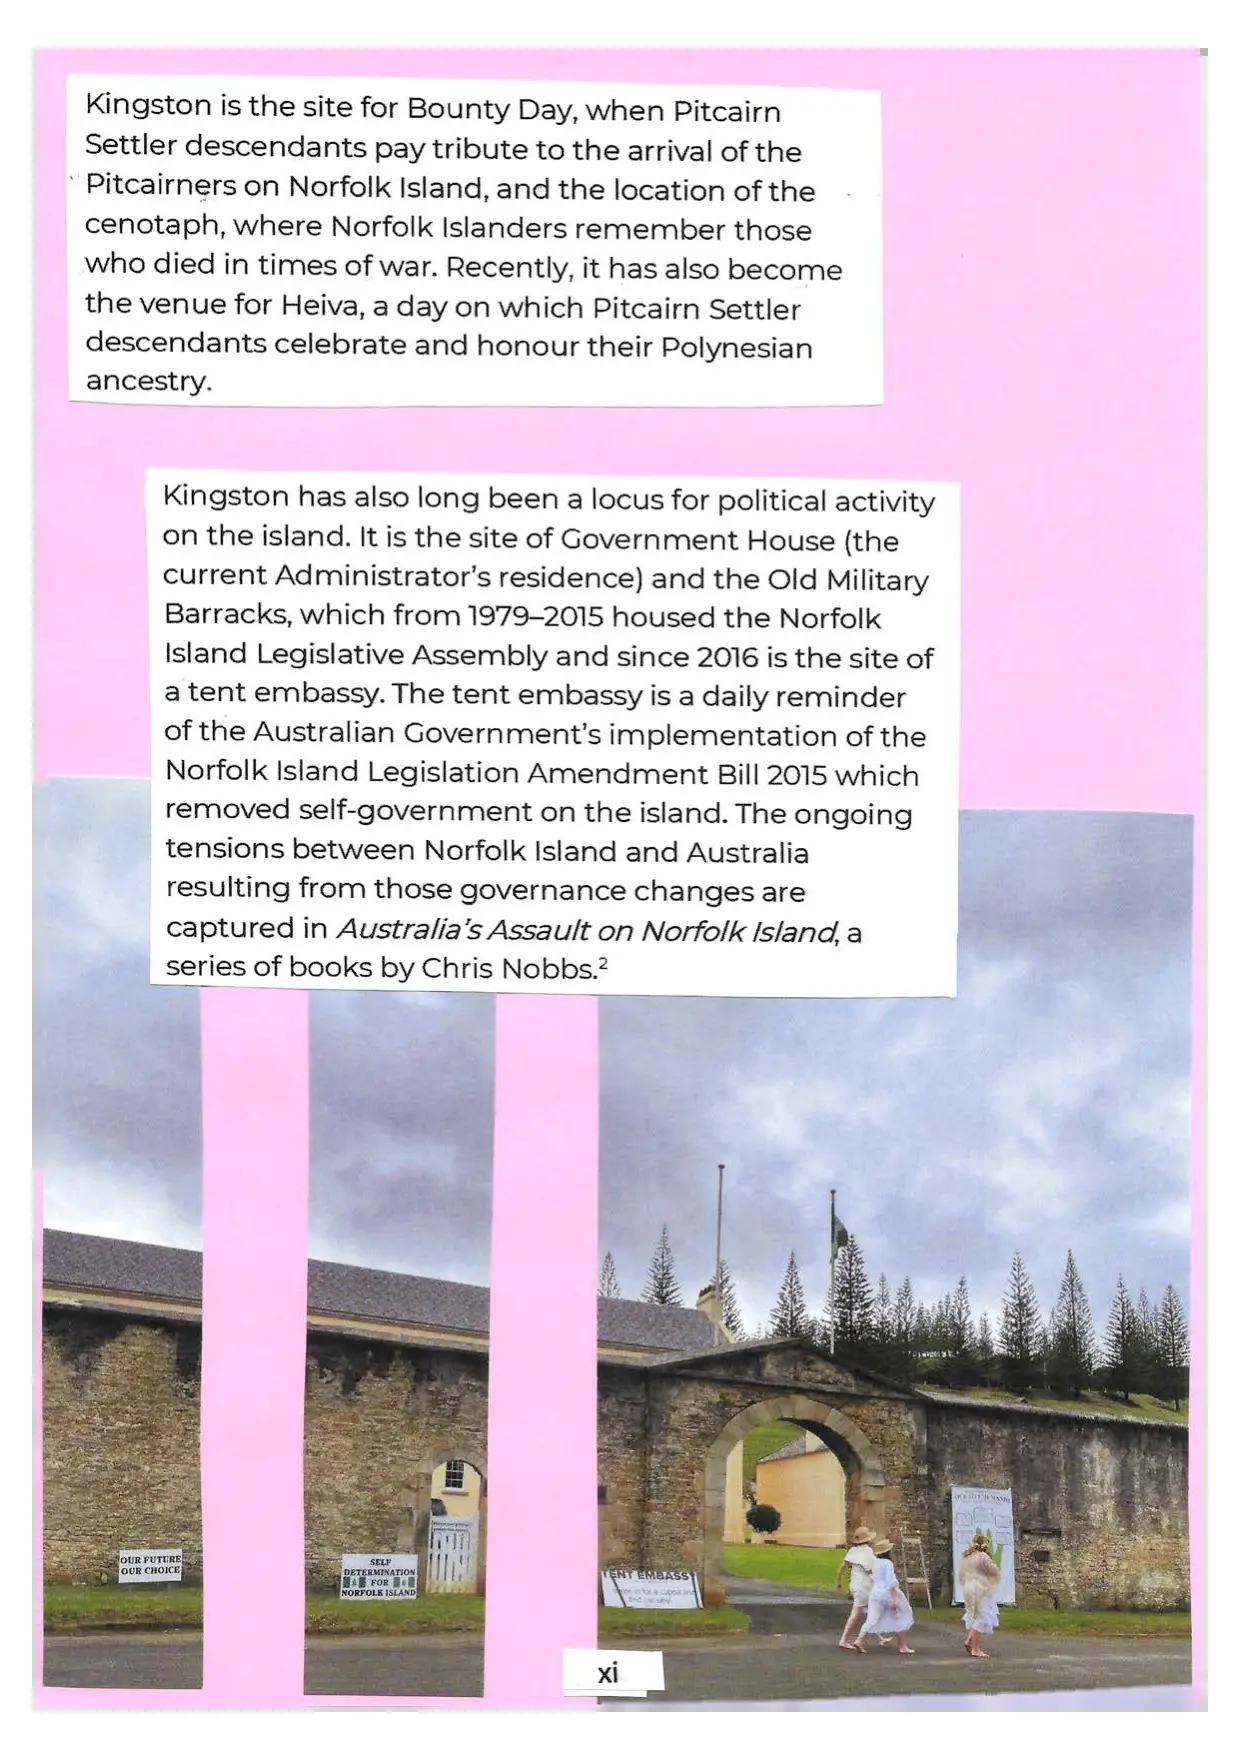 Kingston is the site for Bounty Day, when Pitcairn
Settler descendants pay tribute to the arrival of the
Pitcairners on Norfolk Island, and the location of the
cenotaph, where Norfolk Islanders remember those
who died in times of war. Recently, it has also become
the venue for Heiva, a day on which Pitcairn Settler
descendants celebrate and honour their Polynesian
ancestry.
Kingston has also long been a locus for political activity
on the island. It is the site of Government House (the
current Administrator's residence) and the Old Military
Barracks, which from 1979–2015 housed the Norfolk
Island Legislative Assembly and since 2016 is the site of
a tent embassy. The tent embassy is a daily reminder
of the Australian Government's implementation of the
Norfolk Island Legislation Amendment Bill 2015 which
removed self-government on the island. The ongoing
tensions between Norfolk Island and Australia
resulting from those governance changes are
captured in Australia's Assault on Norfolk Island, a
series of books by Chris Nobbs.²
OUR FUTURE
OUR CHOICE
SELF
DETERMINATION
FOR
NORFOLK ISLAND
TENT EMBASSY
for a cuppa and
find out why
xi